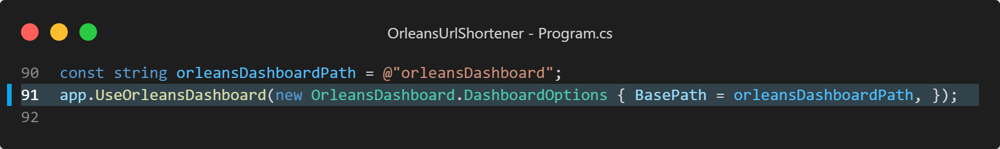 OrleansUrlShortener - Program.cs
90 const string orleansDashboardPath = @"orleansDashboard";
91 app.UseOrleansDashboard(new OrleansDashboard.DashboardOptions { BasePath = orleansDashboardPath, });
92